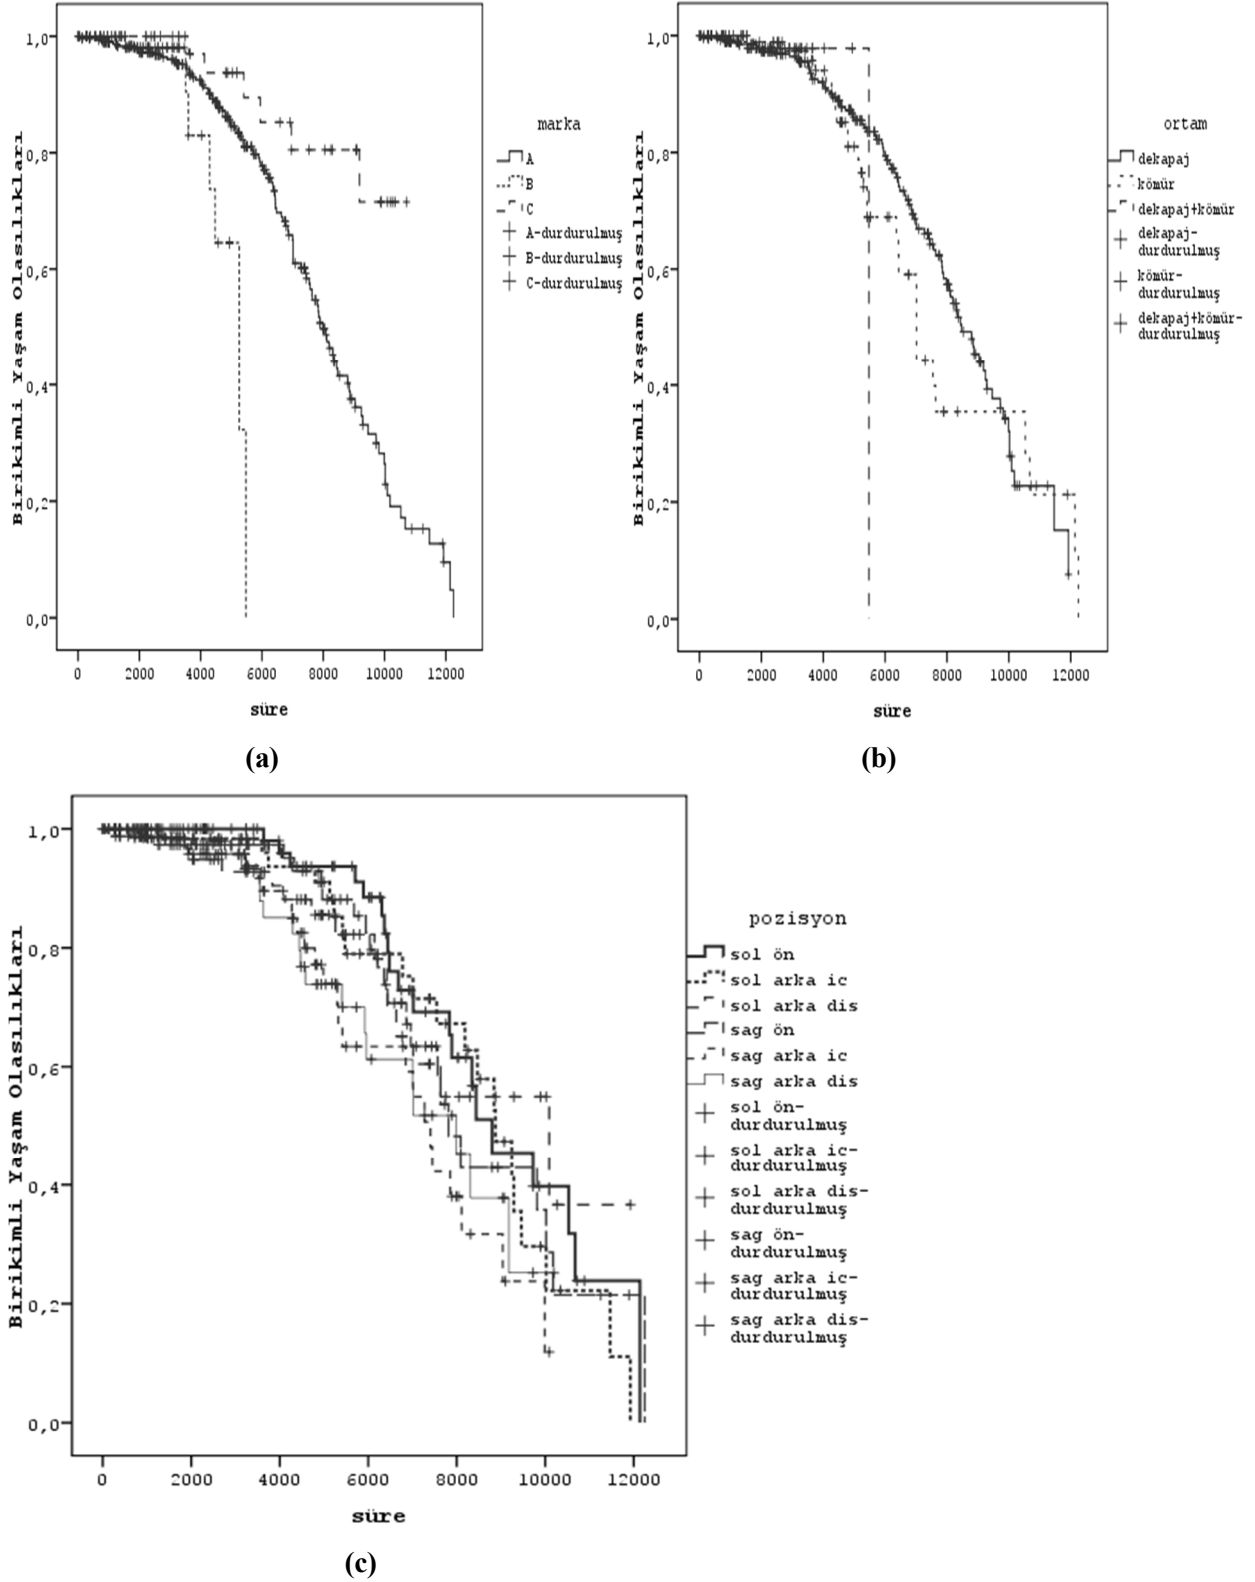 1,0
0,8
0,6
0,4
0,2
0,0
Birikimli Yaşam Olasılıkları
0
2000
4000
6000
8000
10000
12000
süre
marka
A
B
C
A-durdurulmuş
B-durdurulmuş
C-durdurulmuş
(a)
1,0
0,8
0,6
0,4
0,2
0,0
Birikimli Yaşam Olasılıkları
0
2000
4000
6000
8000
10000
12000
süre
ortam
dekapaj
kömür
dekapaj+kömür
dekapaj-
durdurulmuş
kömür-
durdurulmuş
dekapaj+kömür-
durdurulmuş
(b)
1,0
0,8
0,6
0,4
0,2
0,0
Birikimli Yaşam Olasılıkları
0
2000
4000
6000
8000
10000
12000
süre
pozisyon
sol ön
sol arka ic
sol arka dis
sag ön
sag arka ic
sag arka dis
sol ön-
durdurulmuş
sol arka ic-
durdurulmuş
sol arka dis-
durdurulmuş
sag ön-
durdurulmuş
sag arka ic-
durdurulmuş
sag arka dis-
durdurulmuş
(c)